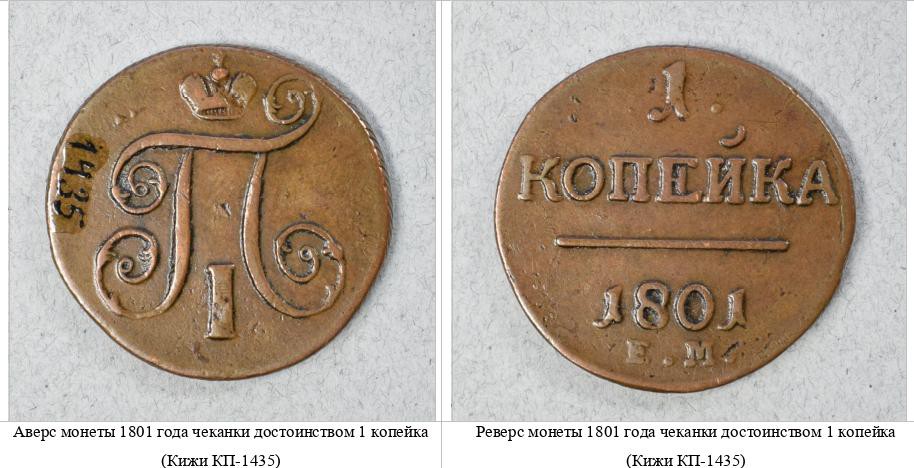 1435
П
I
1.
КОПЕЙКА
1801
Е.М.
Аверс монеты 1801 года чеканки достоинством 1 копейка
(Кижи КП-1435)
Реверс монеты 1801 года чеканки достоинством 1 копейка
(Кижи КП-1435)